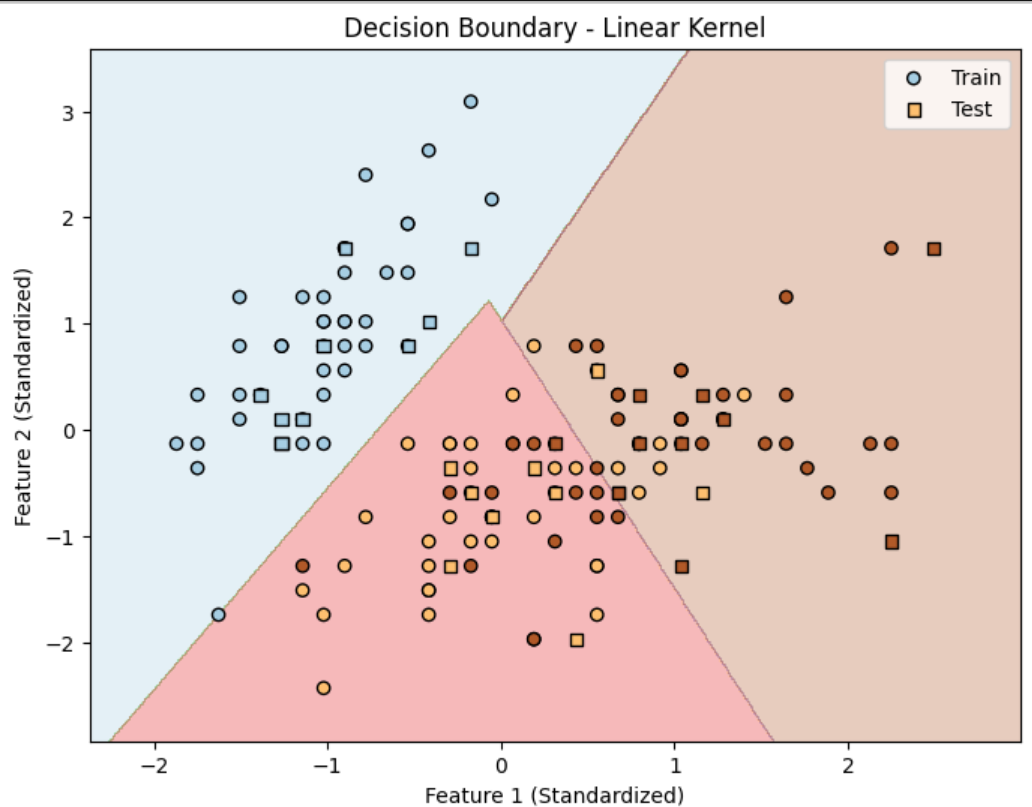 Decision Boundary - Linear Kernel
Train
Test
3
2
1
0
−1
−2
Feature 2 (Standardized)
−2
−1
0
1
2
Feature 1 (Standardized)